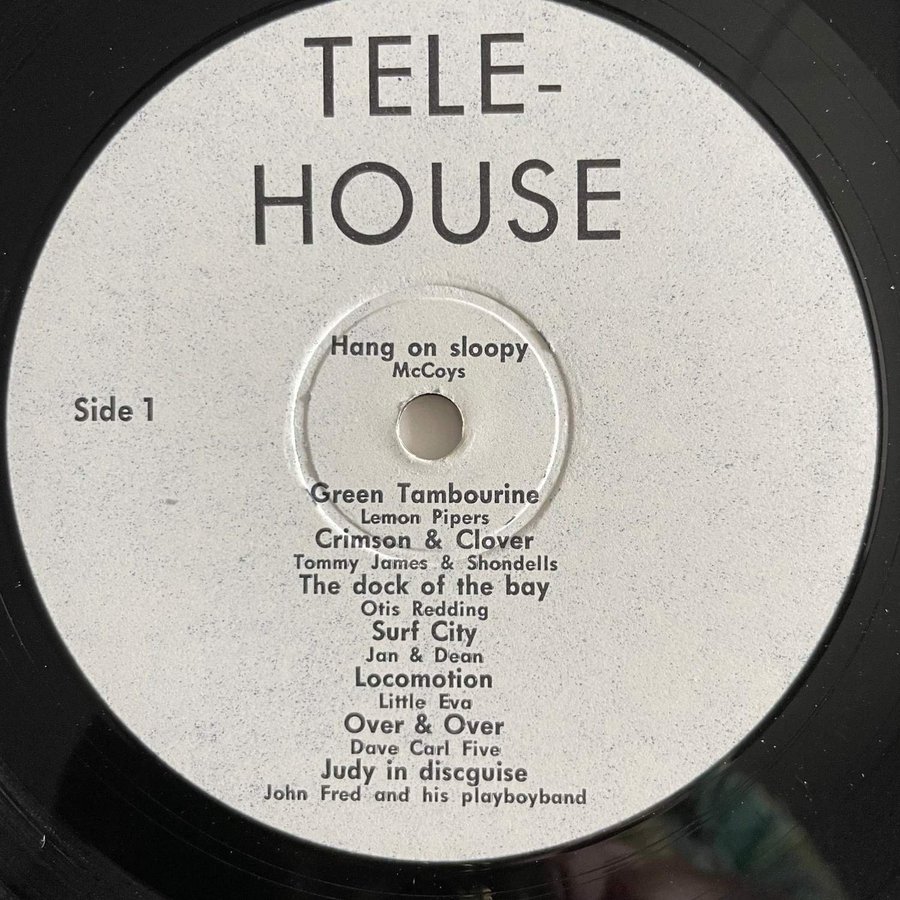 TELE-
HOUSE
Hang on sloopy
McCoys
Side 1
Green Tambourine
Lemon Pipers
Crimson & Clover
Tommy James & Shondells
The dock of the bay
Otis Redding
Surf City
Jan & Dean
Locomotion
Little Eva
Over & Over
Dave Carl Five
Judy in discguise
John Fred and his playboyband